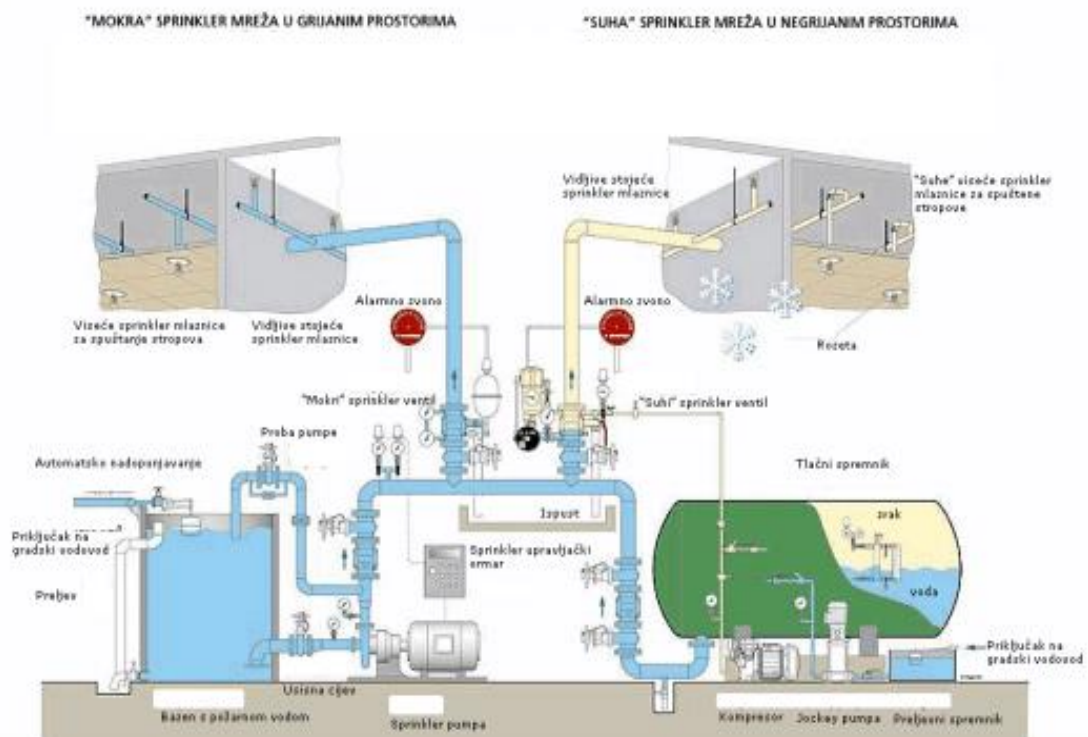 "MOKRA" SPRINKLER MREŽA U GRIJANIM PROSTORIMA
"SUHA" SPRINKLER MREŽA U NEGRIJANIM PROSTORIMA
Vidljive stojeće
sprinkler mlaznice
"Suhe" viseće sprinkler
mlaznice za spuštene
stropove
Alarmno zvono
Alarmno zvono
Viseće sprinkler mlaznice
za spuštanje stropova
Vidljive stojeće
sprinkler mlaznice
Rozeta
"Mokri" sprinkler ventil
"Suhi" sprinkler ventil
Proba pumpe
Automatsko nadopunjavanje
Tlačni spremnik
Ispust
zrak
Priključak na
gradski vodovod
Sprinkler upravljački
ormar
Preljev
voda
Priključak na
gradski vodovod
Usisna cijev
Bazen s požarnom vodom
Sprinkler pumpa
Kompresor
Jockey pumpa
Preljevni spremnik